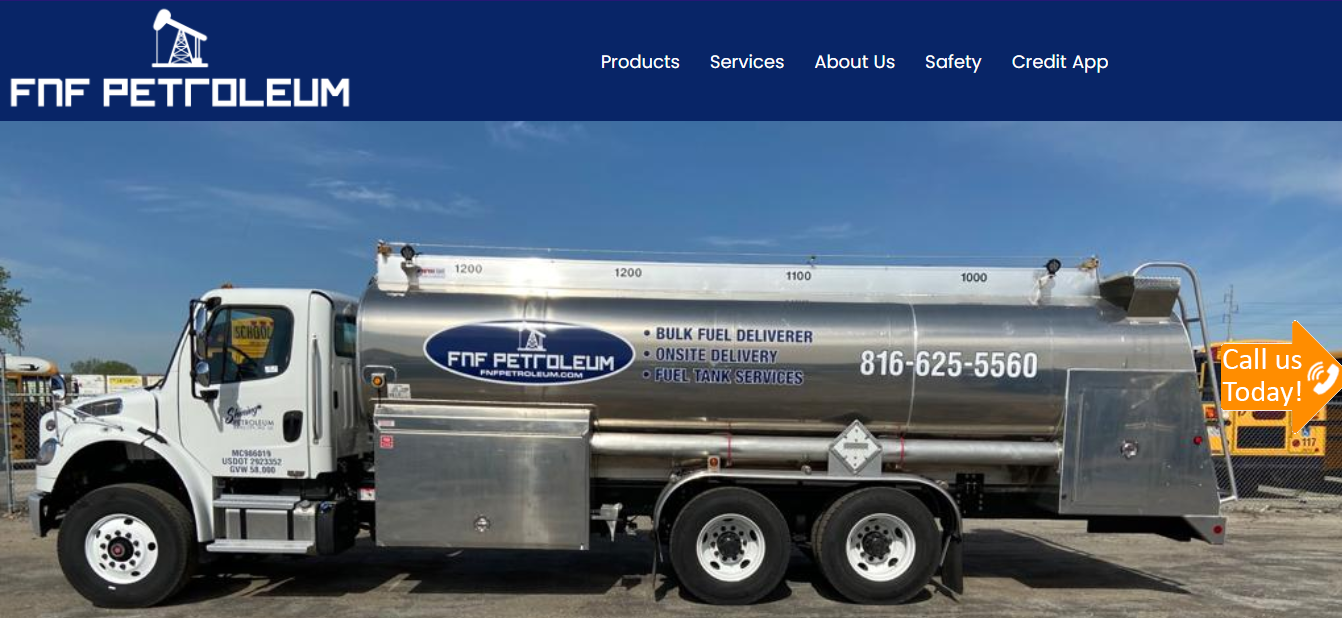 FNF PETROLEUM
Products Services About Us Safety Credit App
1200 1200 1100 1000
FNF PETROLEUM
FNFPETROLEUM.COM
• BULK FUEL DELIVERER
• ONSITE DELIVERY
• FUEL TANK SERVICES
816-625-5560
Call us
Today!
SCHOOL
PETROLEUM
MC986019
USDOT 2923352
GVW 58,000
117